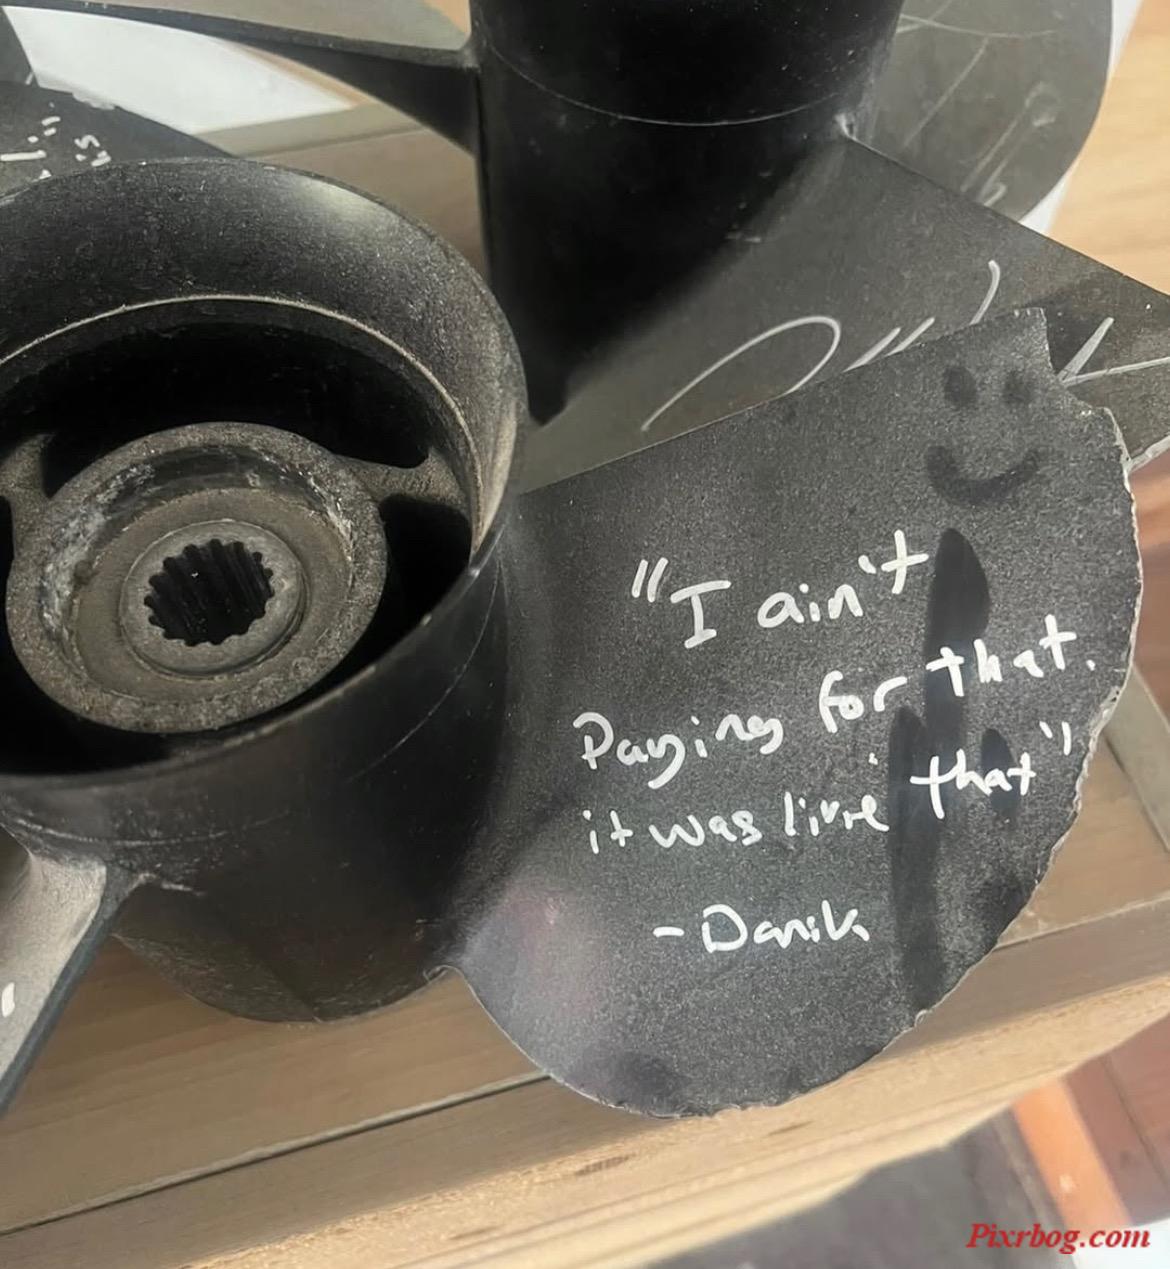 "I ain't
Paying for that.
it was like that"
- Danik
Pixrbog.com